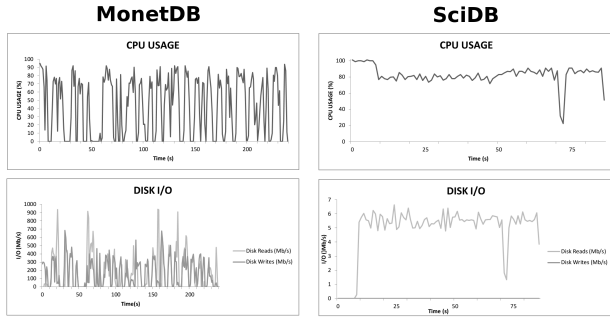 MonetDB
SciDB
CPU USAGE
CPU USAGE (%)
100
90
80
70
60
50
40
30
20
10
0
0 50 100 150 200
Time (s)
CPU USAGE
CPU USAGE (%)
100
80
60
40
20
0
0 25 50 75
Time (s)
DISK I/O
I/O (Mb/s)
1000
900
800
700
600
500
400
300
200
100
0
0 50 100 150 200
Time(s)
Disk Reads (Mb/s)
Disk Writes (Mb/s)
DISK I/O
I/O (Mb/s)
7
6
5
4
3
2
1
0
0 25 50 75
Time (s)
Disk Reads (Mb/s)
Disk Writes (Mb/s)